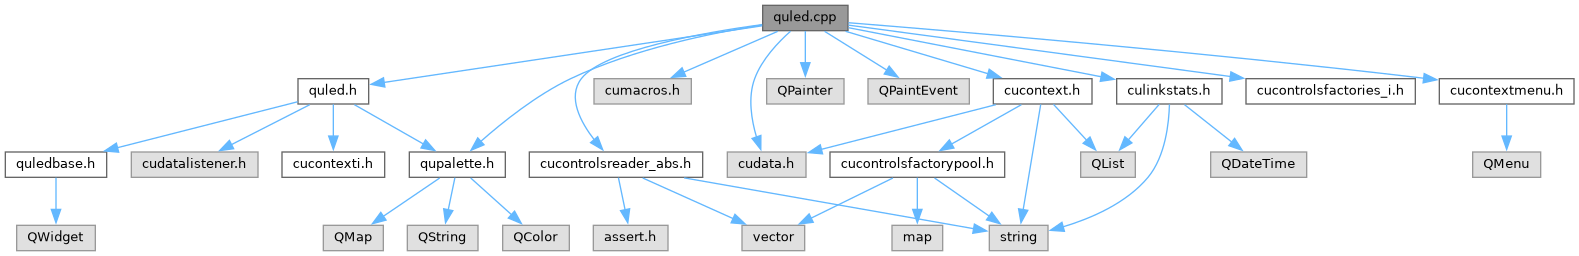 quled.cpp
quled.h
cumacros.h
QPainter
QPaintEvent
cucontext.h
culinkstats.h
cucontrolsfactories_i.h
cucontextmenu.h
quledbase.h
cudatalistener.h
cucontexti.h
qupalette.h
cucontrolsreader_abs.h
cudata.h
cucontrolsfactorypool.h
QList
QDateTime
QMenu
QWidget
QMap
QString
QColor
assert.h
vector
map
string